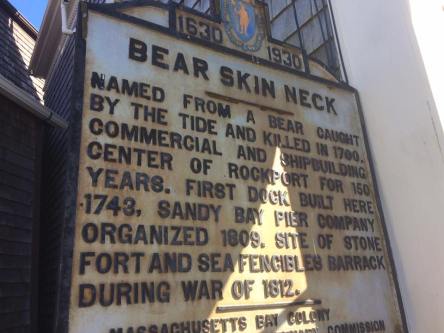 1630 1930
BEAR SKIN NECK
NAMED FROM A BEAR CAUGHT
BY THE TIDE AND KILLED IN 1700.
COMMERCIAL AND SHIPBUILDING
CENTER OF ROCKPORT FOR 150
YEARS. FIRST DOCK BUILT HERE
1743, SANDY BAY PIER COMPANY
ORGANIZED 1809. SITE OF STONE
FORT AND SEA FENCIBLES BARRACK
DURING WAR OF 1812.
MASSACHUSETTS BAY COLONY
COMMISSION